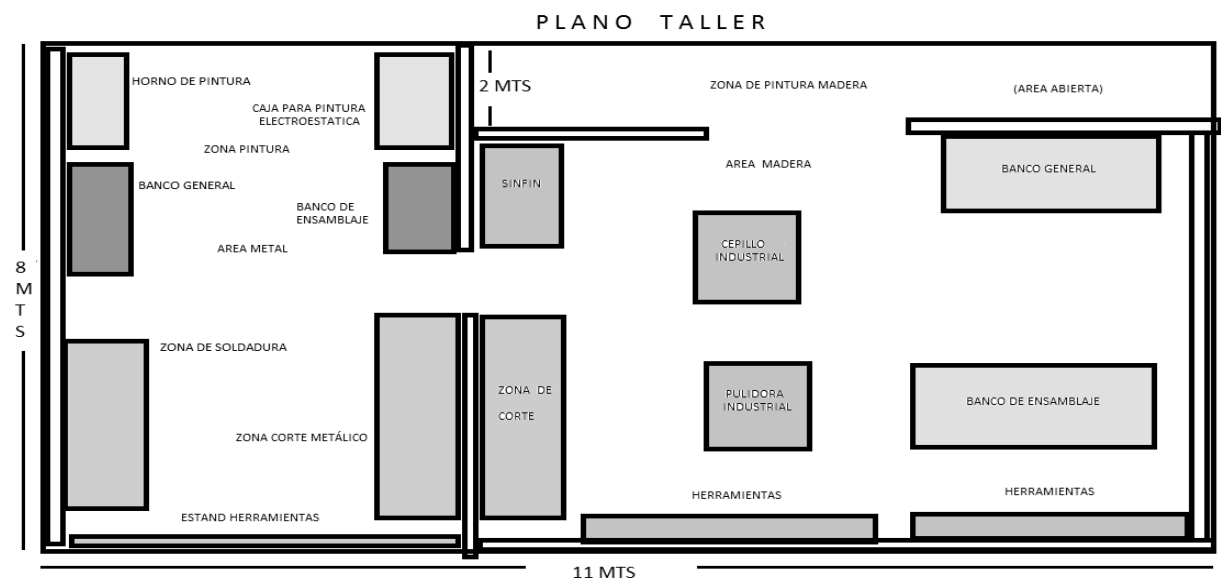 PLANO TALLER
HORNO DE PINTURA
CAJA PARA PINTURA
ELECTROESTATICA
ZONA PINTURA
BANCO GENERAL
BANCO DE
ENSAMBLAJE
AREA METAL
ZONA DE SOLDADURA
ZONA CORTE METÁLICO
ESTAND HERRAMIENTAS
8
M
T
S
2 MTS
ZONA DE PINTURA MADERA
(AREA ABIERTA)
AREA MADERA
SINFIN
BANCO GENERAL
CEPILLO
INDUSTRIAL
ZONA DE
CORTE
PULIDORA
INDUSTRIAL
BANCO DE ENSAMBLAJE
HERRAMIENTAS
HERRAMIENTAS
11 MTS